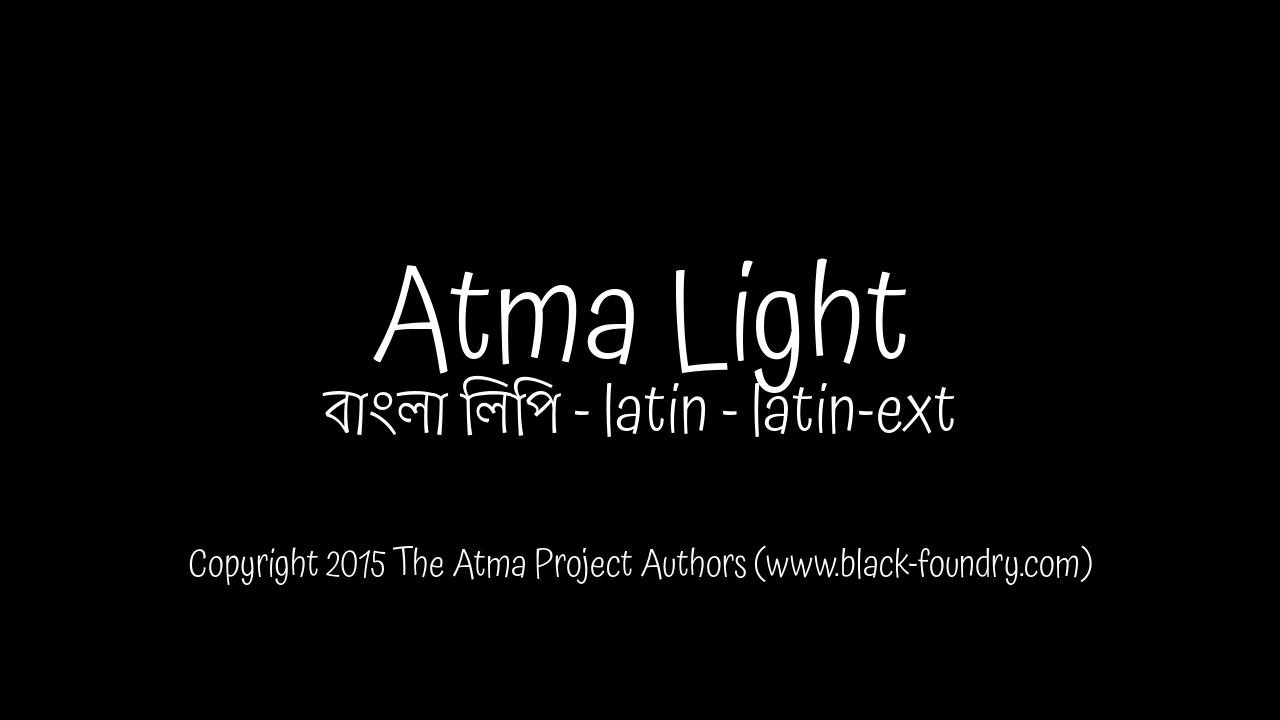 Atma Light
বাংলা লিপি - latin - latin-ext
Copyright 2015 The Atma Project Authors (www.black-foundry.com)